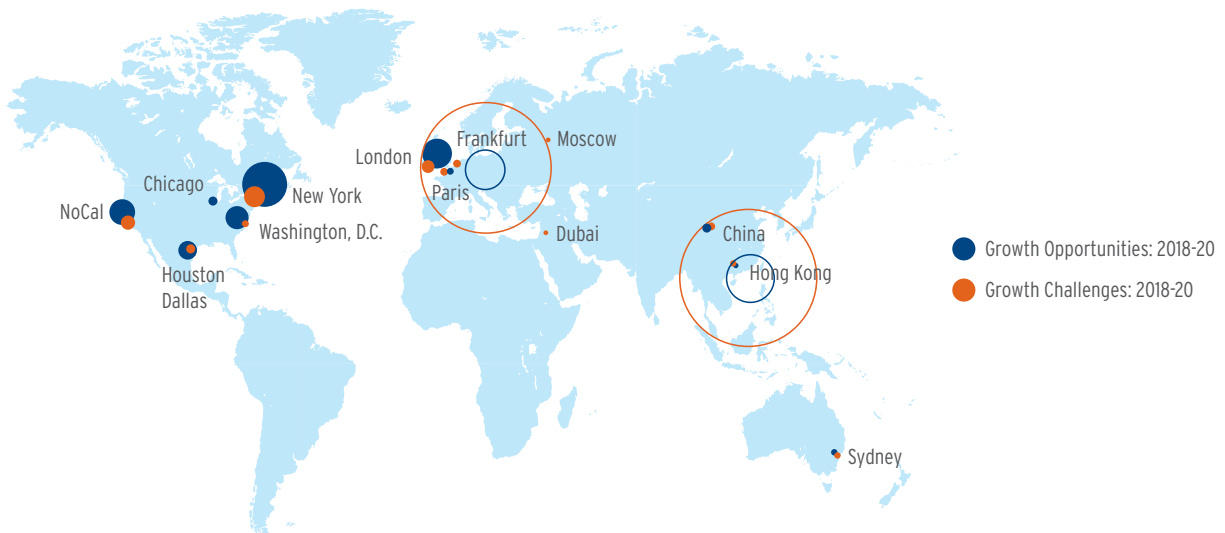 Frankfurt
Moscow
London
Chicago
Paris
New York
NoCal
Washington, D.C.
Dubai
China
Houston
Dallas
Hong Kong
Growth Opportunities: 2018-20
Growth Challenges: 2018-20
Sydney